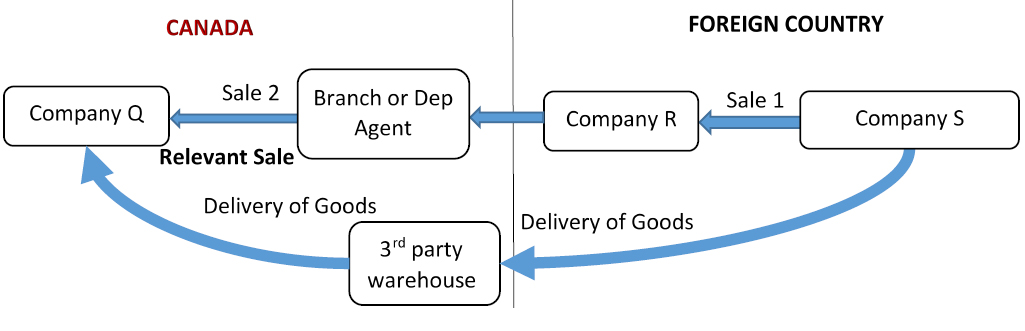 CANADA
FOREIGN COUNTRY
Company Q
Sale 2
Branch or Dep
Agent
Company R
Sale 1
Company S
Relevant Sale
Delivery of Goods
Delivery of Goods
3rd party
warehouse